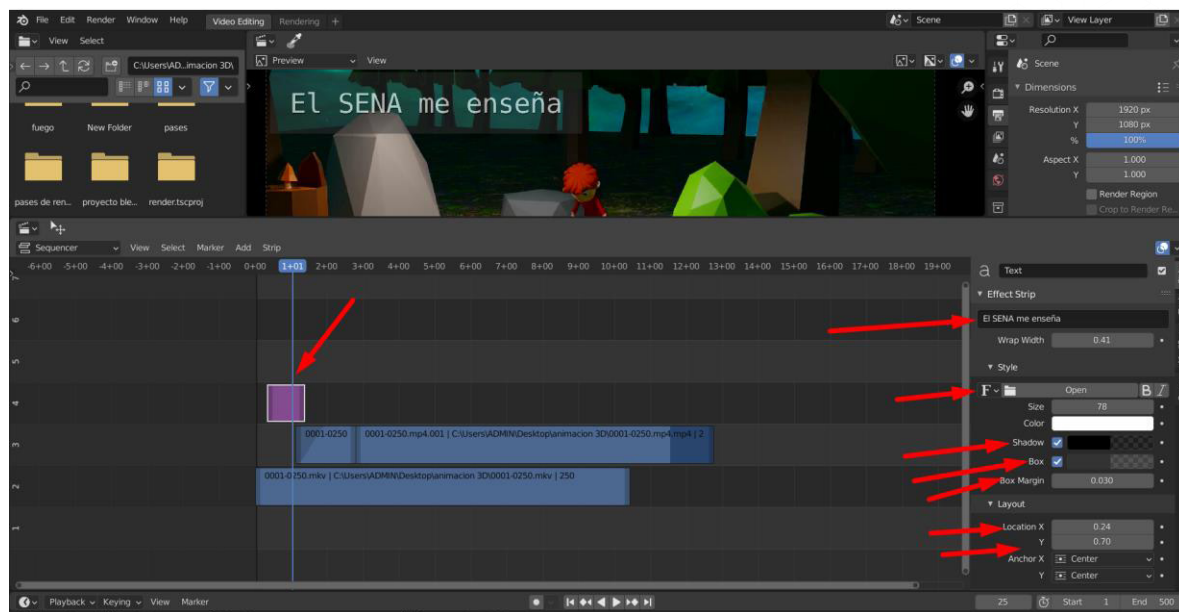 File Edit Render Window Help Video Editing Rendering + Scene View Layer
View Select
C:\Users\AD...imacion 3D\
Preview View
Scene
Dimensions
Resolution X 1920 px
Y 1080 px
% 100%
Aspect X 1.000
Y 1.000
Render Region
Crop to Render Re...
fuego New Folder pases
pases de ren... proyecto ble... render.tscproj
El SENA me enseña
Sequencer View Select Marker Add Strip
-6+00 -5+00 -4+00 -3+00 -2+00 -1+00 0+00 1+01 2+00 3+00 4+00 5+00 6+00 7+00 8+00 9+00 10+00 11+00 12+00 13+00 14+00 15+00 16+00 17+00 18+00 19+00
7
6
5
4
3
2
1
0001-0250 0001-0250.mp4.001 | C:\Users\ADMIN\Desktop\animacion 3D\0001-0250.mp4.mp4 | 2
0001-0250.mkv | C:\Users\ADMIN\Desktop\animacion 3D\0001-0250.mkv | 250
a Text
Effect Strip
El SENA me enseña
Wrap Width 0.41
Style
F Open B I
Size 78
Color
Shadow
Box
Box Margin 0.030
Layout
Location X 0.24
Y 0.70
Anchor X Center
Y Center
Playback Keying View Marker 25 Start 1 End 500